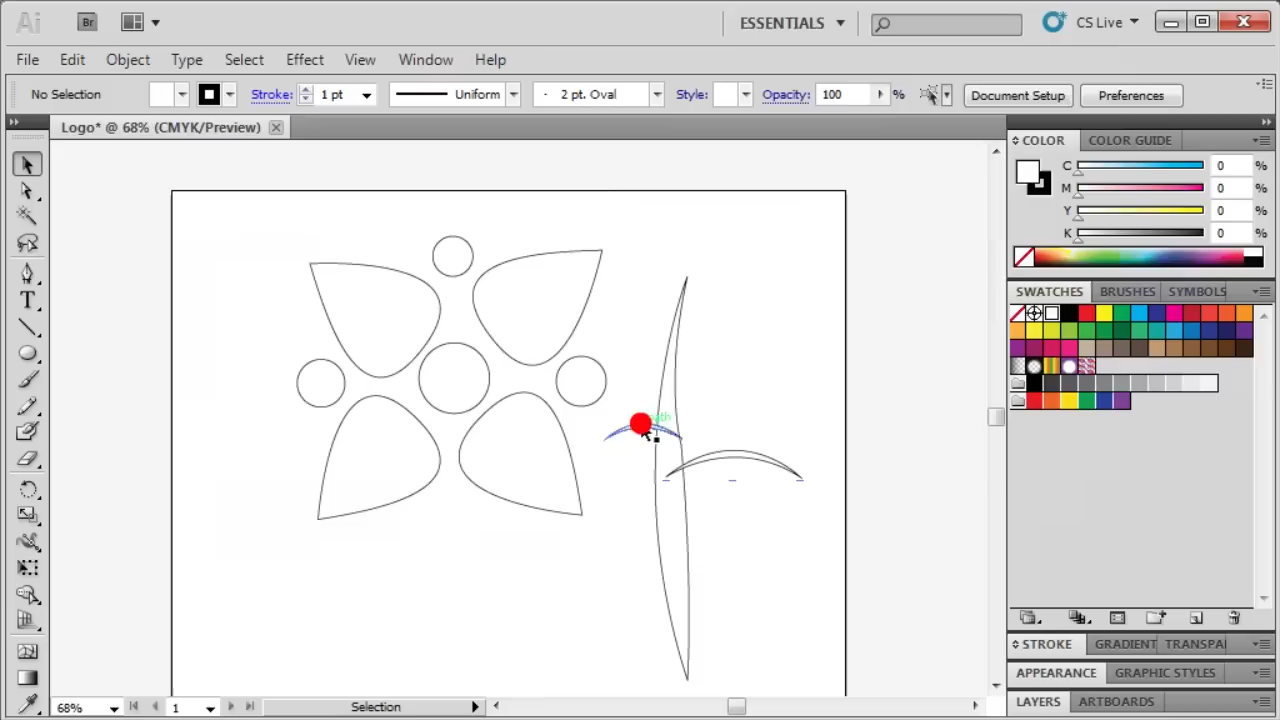 Ai Br ESSENTIALS CS Live
File Edit Object Type Select Effect View Window Help
No Selection Stroke: 1 pt Uniform 2 pt. Oval Style: Opacity: 100 % Document Setup Preferences
Logo* @ 68% (CMYK/Preview)
COLOR COLOR GUIDE
C 0 %
M 0 %
Y 0 %
K 0 %
SWATCHES BRUSHES SYMBOLS
T
STROKE GRADIENT TRANSPA
APPEARANCE GRAPHIC STYLES
LAYERS ARTBOARDS
68% 1 Selection